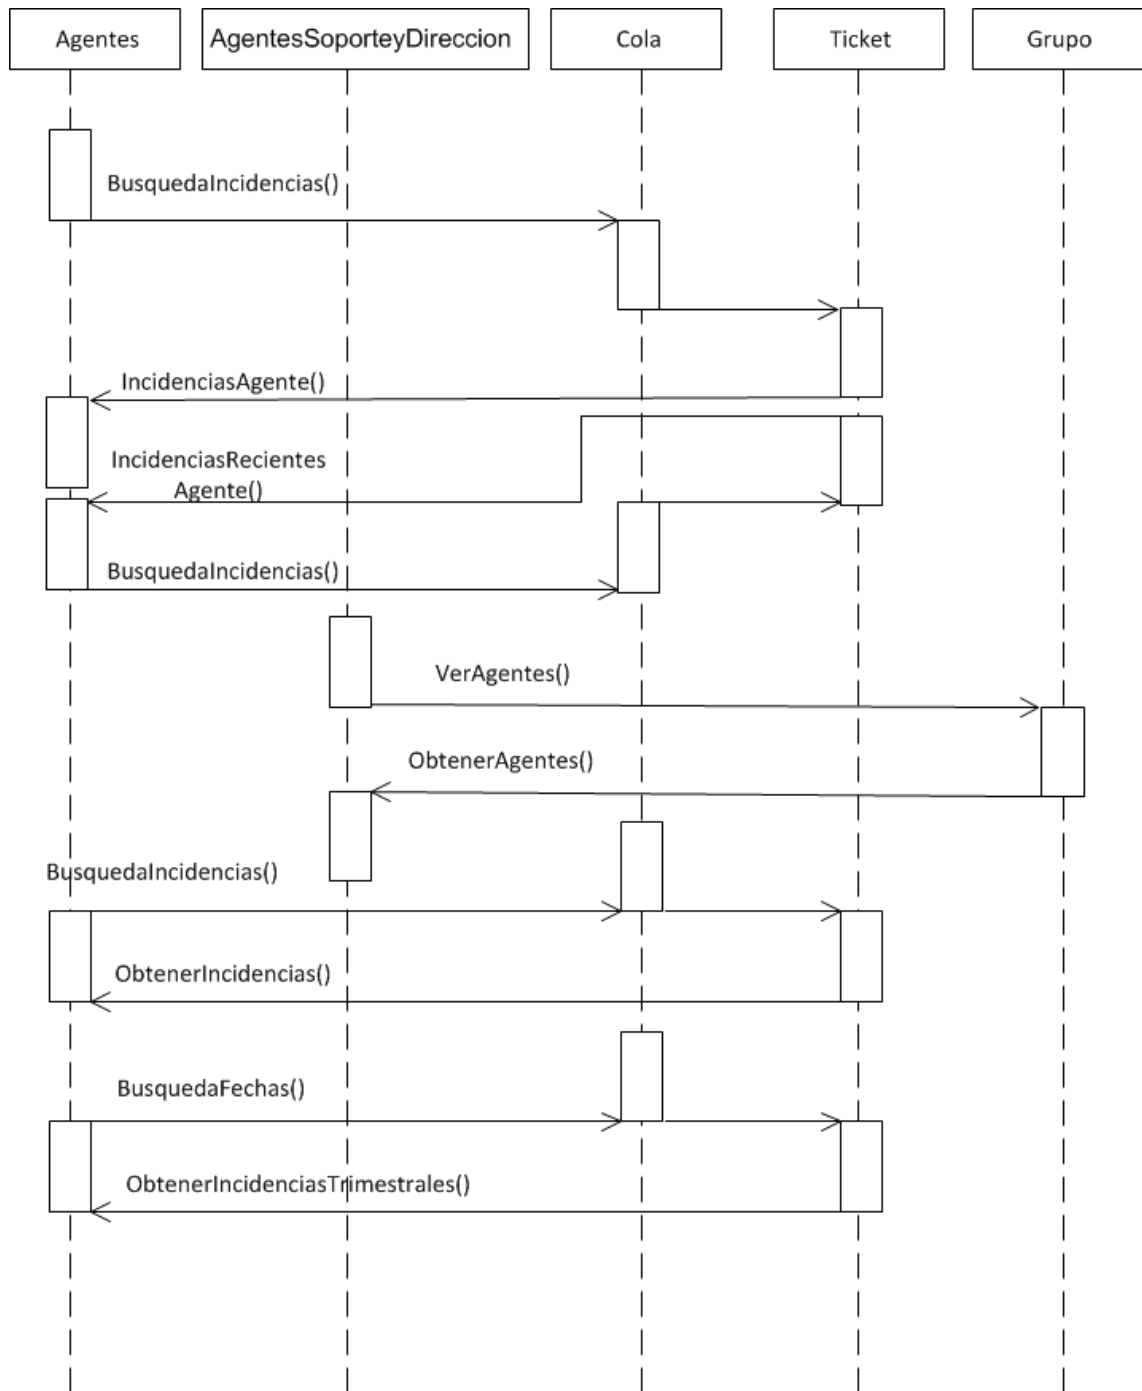 Agentes
AgentesSoporteyDireccion
Cola
Ticket
Grupo
BusquedaIncidencias()
IncidenciasAgente()
IncidenciasRecientes
Agente()
BusquedaIncidencias()
VerAgentes()
ObtenerAgentes()
BusquedaIncidencias()
ObtenerIncidencias()
BusquedaFechas()
ObtenerIncidenciasTrimestrales()